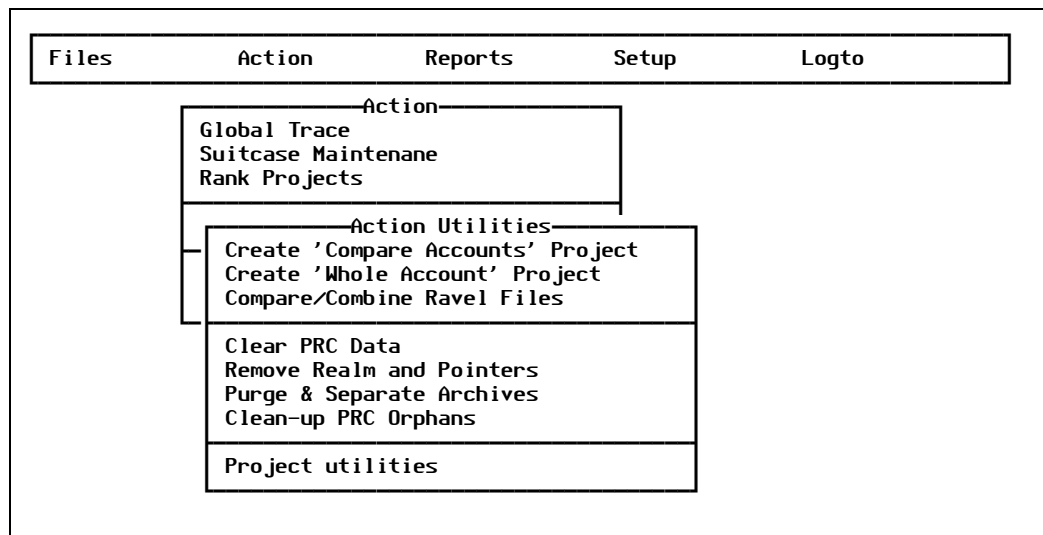 Files Action Reports Setup Logto
Action
Global Trace
Suitcase Maintenane
Rank Projects
Action Utilities
Create 'Compare Accounts' Project
Create 'Whole Account' Project
Compare/Combine Ravel Files
Clear PRC Data
Remove Realm and Pointers
Purge & Separate Archives
Clean-up PRC Orphans
Project utilities